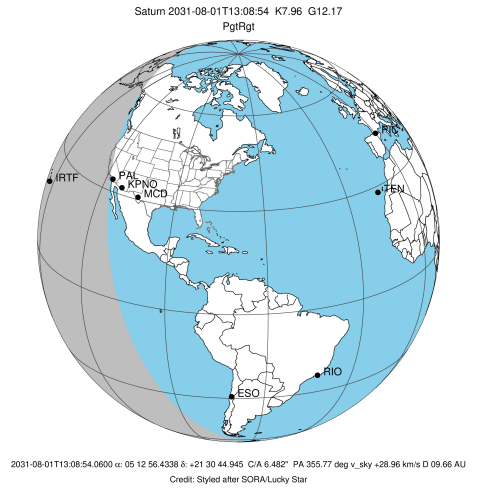 Saturn 2031-08-01T13:08:54 K7.96 G12.17
PgtRgt
PIC
IRTF
PAL
KPNO
MCD
TEN
RIO
ESO
2031-08-01T13:08:54.0600 α: 05 12 56.4338 δ: +21 30 44.945 C/A 6.482" PA 355.77 deg v_sky +28.96 km/s D 09.66 AU
Credit: Styled after SORA/Lucky Star